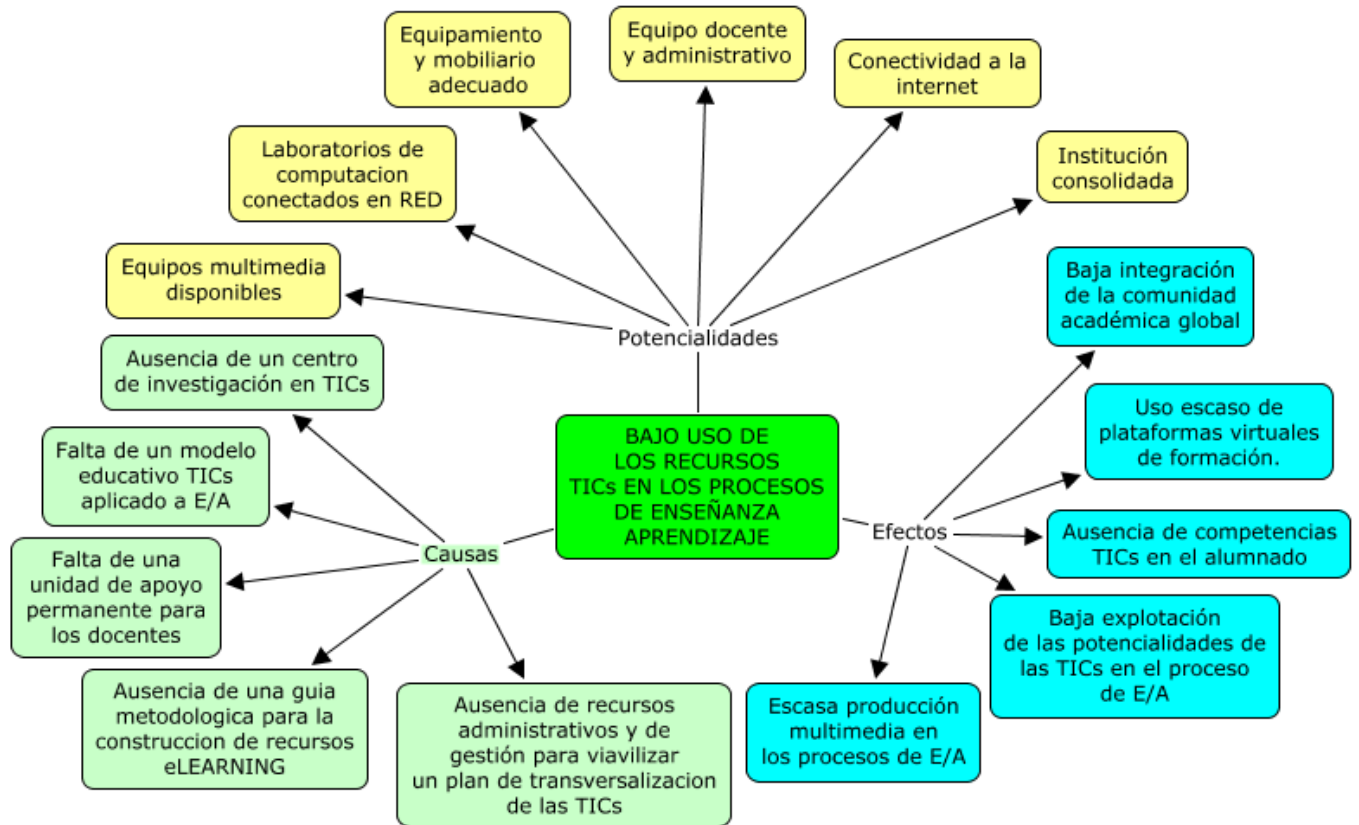 Equipamiento
y mobiliario
adecuado
Equipo docente
y administrativo
Conectividad a la
internet
Laboratorios de
computacion
conectados en RED
Institución
consolidada
Equipos multimedia
disponibles
Potencialidades
Baja integración
de la comunidad
académica global
Ausencia de un centro
de investigación en TICs
Uso escaso de
plataformas virtuales
de formación.
BAJO USO DE
LOS RECURSOS
TICs EN LOS PROCESOS
DE ENSEÑANZA
APRENDIZAJE
Falta de un modelo
educativo TICs
aplicado a E/A
Efectos
Causas
Ausencia de competencias
TICs en el alumnado
Falta de una
unidad de apoyo
permanente para
los docentes
Baja explotación
de las potencialidades de
las TICs en el proceso
de E/A
Ausencia de una guia
metodologica para la
construccion de recursos
eLEARNING
Ausencia de recursos
administrativos y de
gestión para viavilizar
un plan de transversalizacion
de las TICs
Escasa producción
multimedia en
los procesos de E/A